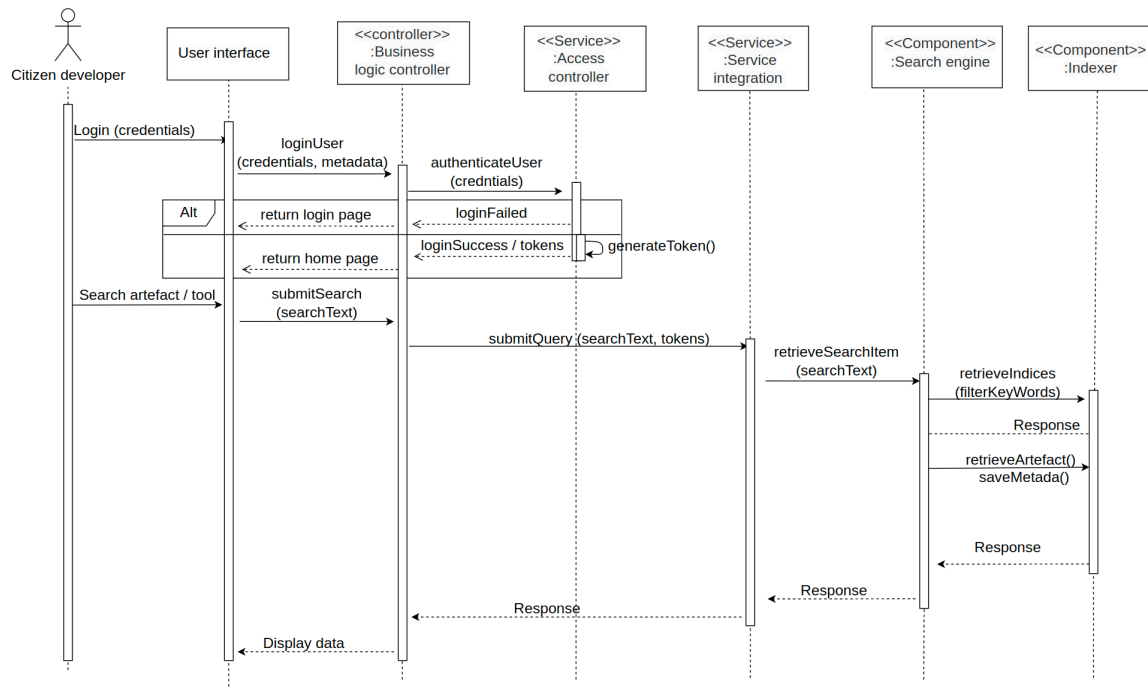 Citizen developer
User interface
<<controller>>
:Business
logic controller
<<Service>>
:Access
controller
<<Service>>
:Service
integration
<<Component>>
:Search engine
<<Component>>
:Indexer
Login (credentials)
loginUser
(credentials, metadata)
authenticateUser
(credntials)
Alt
return login page
loginFailed
loginSuccess / tokens
generateToken()
return home page
Search artefact / tool
submitSearch
(searchText)
submitQuery (searchText, tokens)
retrieveSearchItem
(searchText)
retrieveIndices
(filterKeyWords)
Response
retrieveArtefact()
saveMetada()
Response
Response
Response
Display data